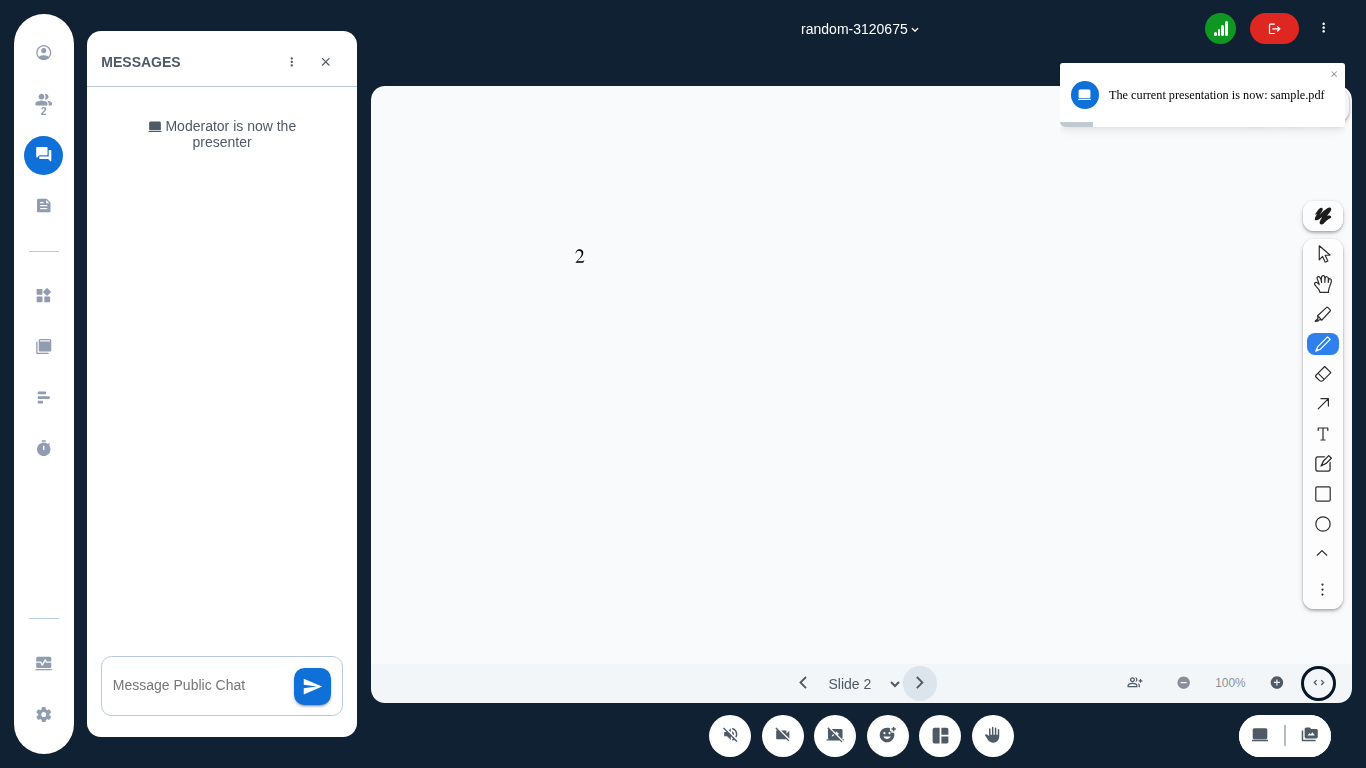 random-3120675
MESSAGES
2
Moderator is now the
presenter
The current presentation is now: sample.pdf
2
Message Public Chat
Slide 2
100%